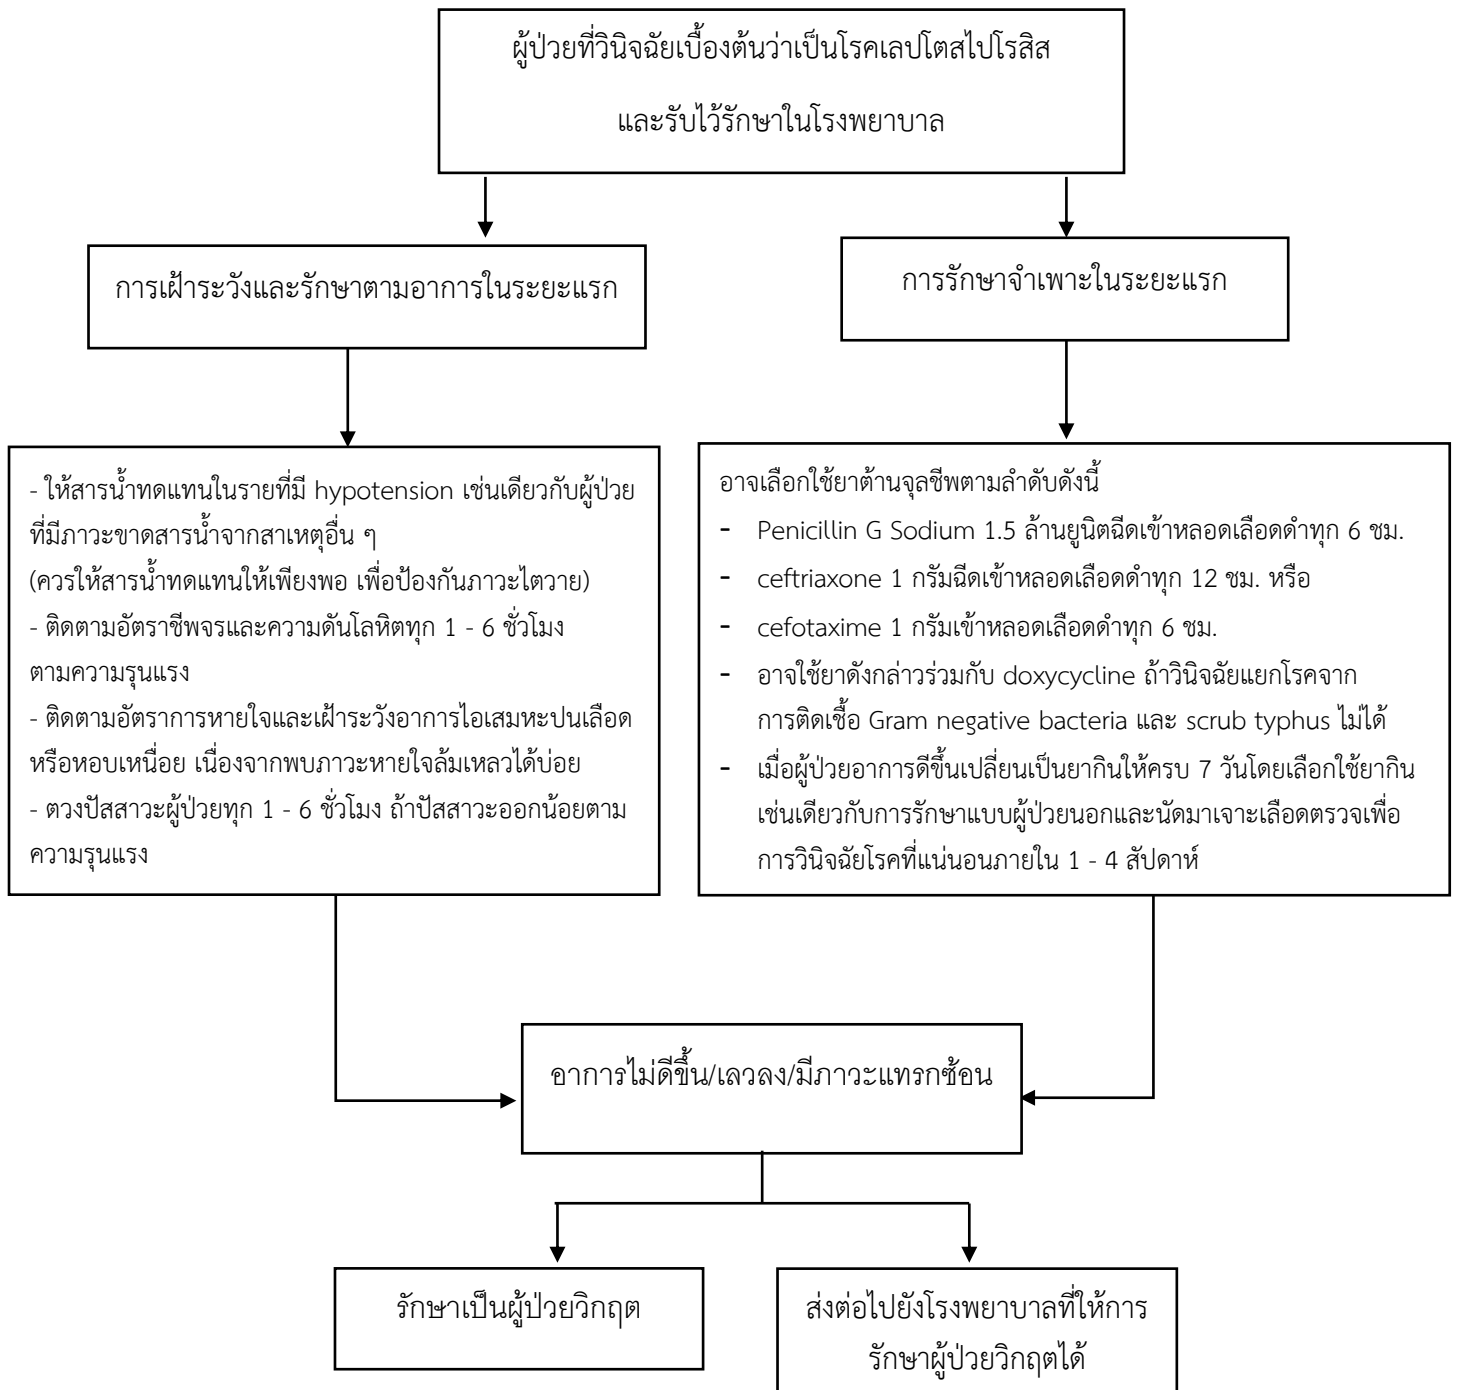 ผู้ป่วยที่วินิจฉัยเบื้องต้นว่าเป็นโรคเลปโตสไปโรสิส
และรับไว้รักษาในโรงพยาบาล
การเฝ้าระวังและรักษาตามอาการในระยะแรก
การรักษาจำเพาะในระยะแรก
- ให้สารน้ำทดแทนในรายที่มี hypotension เช่นเดียวกับผู้ป่วย
ที่มีภาวะขาดสารน้ำจากสาเหตุอื่น ๆ
(ควรให้สารน้ำทดแทนให้เพียงพอ เพื่อป้องกันภาวะไตวาย)
- ติดตามอัตราชีพจรและความดันโลหิตทุก 1 - 6 ชั่วโมง
ตามความรุนแรง
- ติดตามอัตราการหายใจและเฝ้าระวังอาการไอเสมหะปนเลือด
หรือหอบเหนื่อย เนื่องจากพบภาวะหายใจล้มเหลวได้บ่อย
- ตวงปัสสาวะผู้ป่วยทุก 1 - 6 ชั่วโมง ถ้าปัสสาวะออกน้อยตาม
ความรุนแรง
อาจเลือกใช้ยาต้านจุลชีพตามลำดับดังนี้
- Penicillin G Sodium 1.5 ล้านยูนิตฉีดเข้าหลอดเลือดดำทุก 6 ชม.
- ceftriaxone 1 กรัมฉีดเข้าหลอดเลือดดำทุก 12 ชม. หรือ
- cefotaxime 1 กรัมเข้าหลอดเลือดดำทุก 6 ชม.
- อาจใช้ยาดังกล่าวร่วมกับ doxycycline ถ้าวินิจฉัยแยกโรคจาก
การติดเชื้อ Gram negative bacteria และ scrub typhus ไม่ได้
- เมื่อผู้ป่วยอาการดีขึ้นเปลี่ยนเป็นยากินให้ครบ 7 วันโดยเลือกใช้ยากิน
เช่นเดียวกับการรักษาแบบผู้ป่วยนอกและนัดมาเจาะเลือดตรวจเพื่อ
การวินิจฉัยโรคที่แน่นอนภายใน 1 - 4 สัปดาห์
อาการไม่ดีขึ้น/เลวลง/มีภาวะแทรกซ้อน
รักษาเป็นผู้ป่วยวิกฤต
ส่งต่อไปยังโรงพยาบาลที่ให้การ
รักษาผู้ป่วยวิกฤตได้